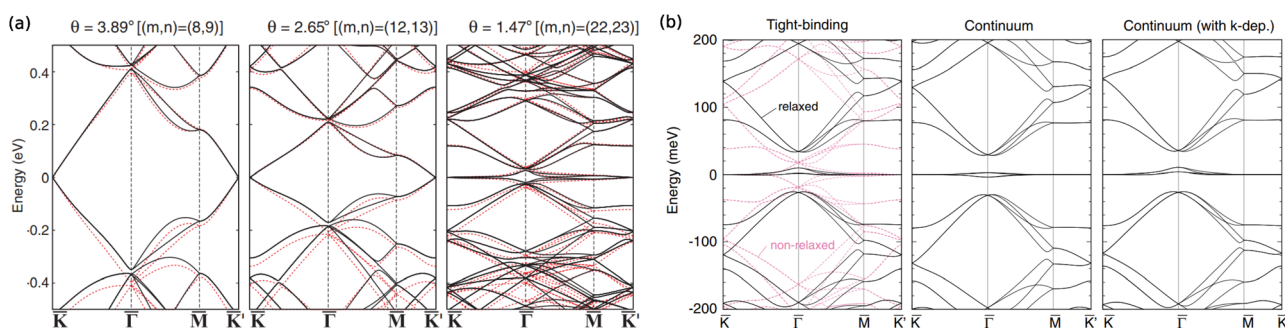 (a)
θ = 3.89° [(m,n)=(8,9)]
θ = 2.65° [(m,n)=(12,13)]
θ = 1.47° [(m,n)=(22,23)]
Energy (eV)
0.4
0.2
0
-0.2
-0.4
K̅ Γ̅ M̅ K̅'
K̅ Γ̅ M̅ K̅'
K̅ Γ̅ M̅ K̅'
(b)
Tight-binding
Continuum
Continuum (with k-dep.)
Energy (meV)
200
100
0
-100
-200
relaxed
non-relaxed
K̅ Γ̅ M̅ K̅'
K̅ Γ̅ M̅ K̅'
K̅ Γ̅ M̅ K̅